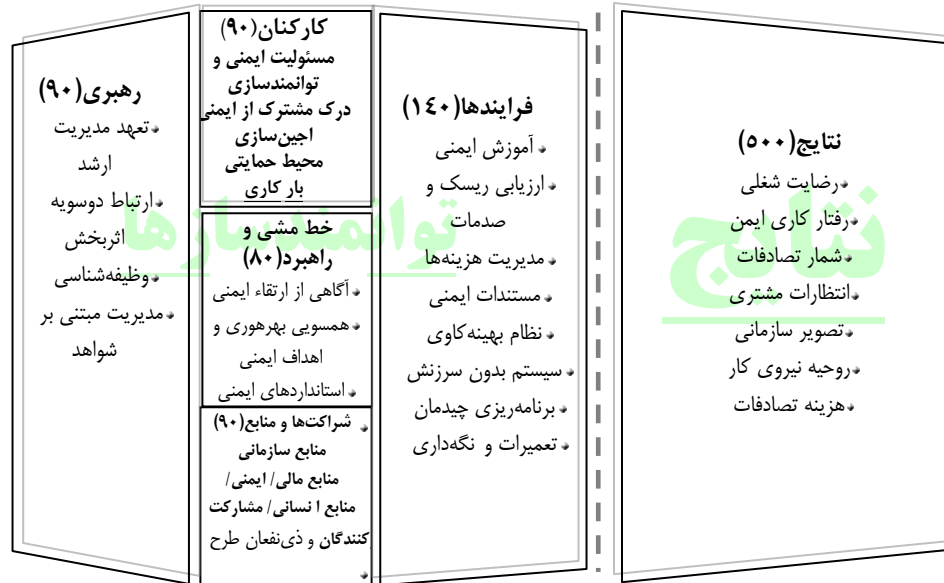 رهبری(۹۰)
تعهد مدیریت
ارشد
ارتباط دوسویه
اثربخش
وظیفه‌شناسی
مدیریت مبتنی بر
شواهد
کارکنان(۹۰)
مسئولیت ایمنی و
توانمندسازی
درک مشترک از ایمنی
اجین‌سازی
محیط حمایتی
بار کاری
خط مشی و
راهبرد(۸۰)
آگاهی از ارتقاء ایمنی
همسویی بهرهوری و
اهداف ایمنی
استانداردهای ایمنی
شراکت‌ها و منابع(۹۰)
منابع سازمانی
منابع مالی/ ایمنی/
منابع ا نسانی/ مشارکت
کنندگان و ذی‌نفعان طرح
توانمندسازها
فرایندها(۱٤۰)
آموزش ایمنی
ارزیابی ریسک و
صدمات
مدیریت هزینه‌ها
مستندات ایمنی
نظام بهینه‌کاوی
سیستم بدون سرزنش
برنامه‌ریزی چیدمان
تعمیرات و نگه‌داری
نتایج(۵۰۰)
رضایت شغلی
رفتار کاری ایمن
شمار تصادفات
انتظارات مشتری
تصویر سازمانی
روحیه نیروی کار
هزینه تصادفات
نتایج